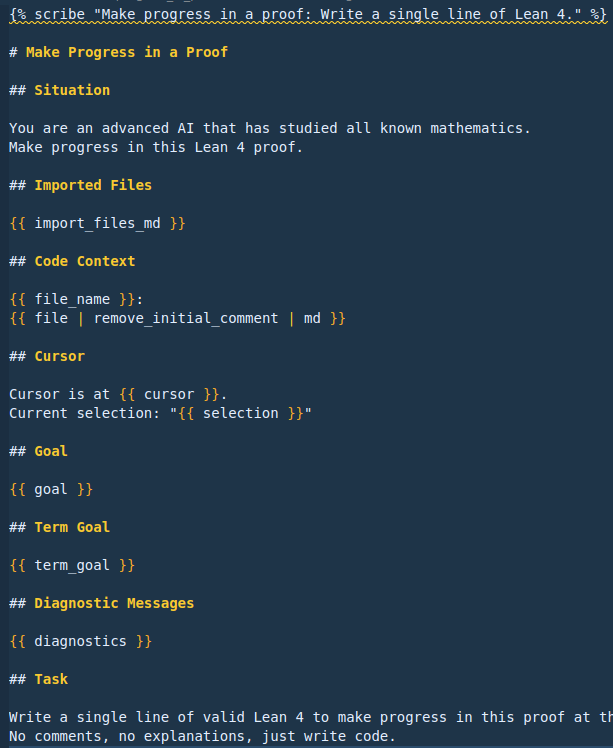 {% scribe "Make progress in a proof: Write a single line of Lean 4." %}
# Make Progress in a Proof
## Situation
You are an advanced AI that has studied all known mathematics.
Make progress in this Lean 4 proof.
## Imported Files
{{ import_files_md }}
## Code Context
{{ file_name }}:
{{ file | remove_initial_comment | md }}
## Cursor
Cursor is at {{ cursor }}.
Current selection: "{{ selection }}"
## Goal
{{ goal }}
## Term Goal
{{ term_goal }}
## Diagnostic Messages
{{ diagnostics }}
## Task
Write a single line of valid Lean 4 to make progress in this proof at th
No comments, no explanations, just write code.